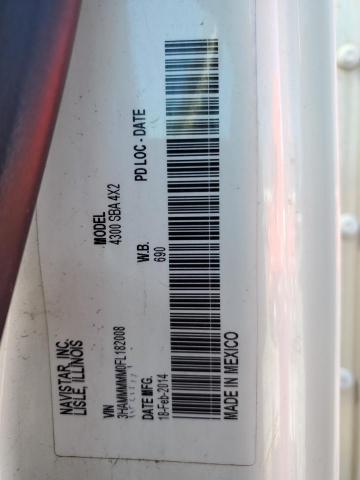 NAVISTAR, INC.
LISLE, ILLINOIS
MODEL
4300 SBA 4X2
VIN
3HAMMMMM0FL182008
W.B.
690
PD LOC - DATE
DATE MFG.
18-Feb-2014
MADE IN MEXICO